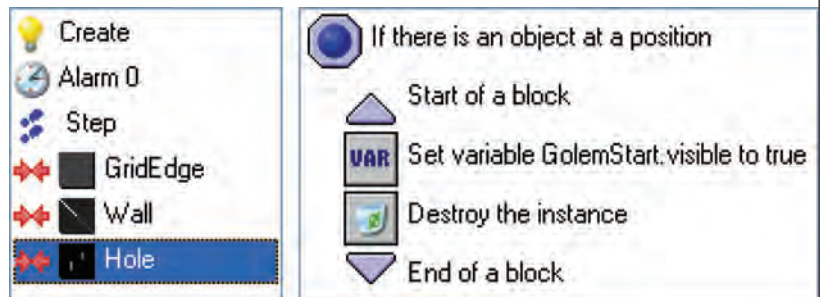 Create
Alarm 0
Step
GridEdge
Wall
Hole
If there is an object at a position
Start of a block
VAR Set variable GolemStart.visible to true
Destroy the instance
End of a block